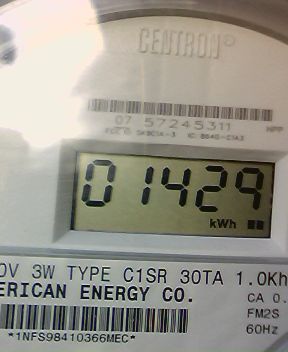 CENTRON®
07 57245311
01429
kWh
0V 3W TYPE C1SR 30TA 1.0Kh
ERICAN ENERGY CO.
CA 0.
FM2S
60Hz
*1NFS98410366MEC*